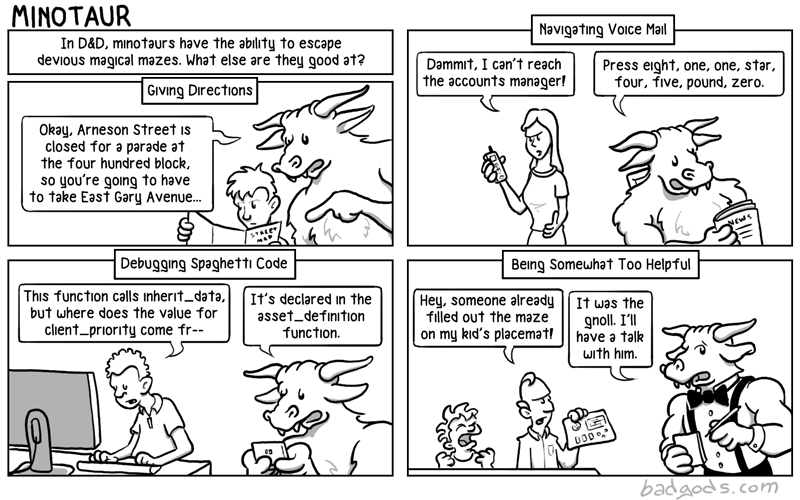 MINOTAUR
In D&D, minotaurs have the ability to escape
devious magical mazes. What else are they good at?
Giving Directions
Okay, Arneson Street is
closed for a parade at
the four hundred block,
so you're going to have
to take East Gary Avenue...
STREET
MAP
Navigating Voice Mail
Dammit, I can't reach
the accounts manager!
Press eight, one, one, star,
four, five, pound, zero.
NEWS
Debugging Spaghetti Code
This function calls inherit_data,
but where does the value for
client_priority come fr--
It's declared in the
asset_definition
function.
Being Somewhat Too Helpful
Hey, someone already
filled out the maze
on my kid's placemat!
It was the
gnoll. I'll
have a talk
with him.
badgods.com